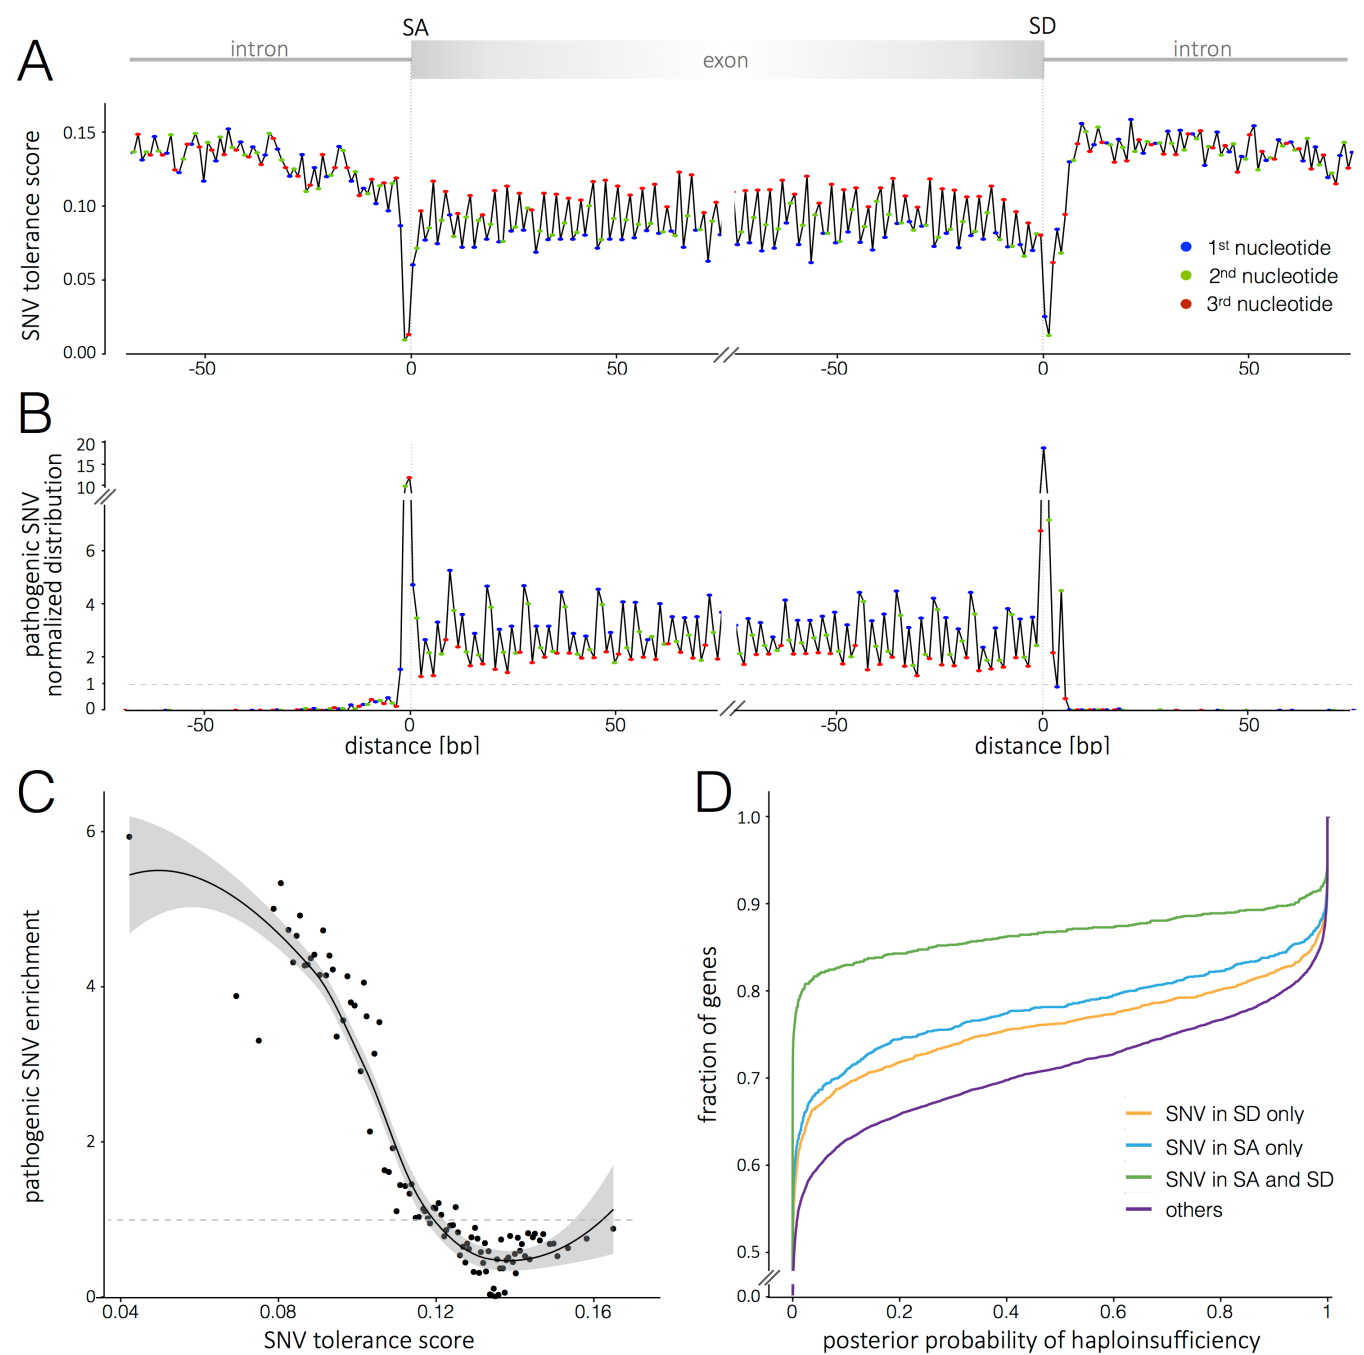 A
SA
SD
intron
exon
intron
SNV tolerance score
0.15
0.10
0.05
0.00
1st nucleotide
2nd nucleotide
3rd nucleotide
-50
0
50
-50
0
50
B
pathogenic SNV
normalized distribution
20
15
10
6
4
2
1
0
-50
0
50
-50
0
50
distance [bp]
distance [bp]
C
pathogenic SNV enrichment
6
4
2
0
0.04
0.08
0.12
0.16
SNV tolerance score
D
fraction of genes
1.0
0.9
0.8
0.7
0.6
0.5
0.0
SNV in SD only
SNV in SA only
SNV in SA and SD
others
0
0.2
0.4
0.6
0.8
1
posterior probability of haploinsufficiency